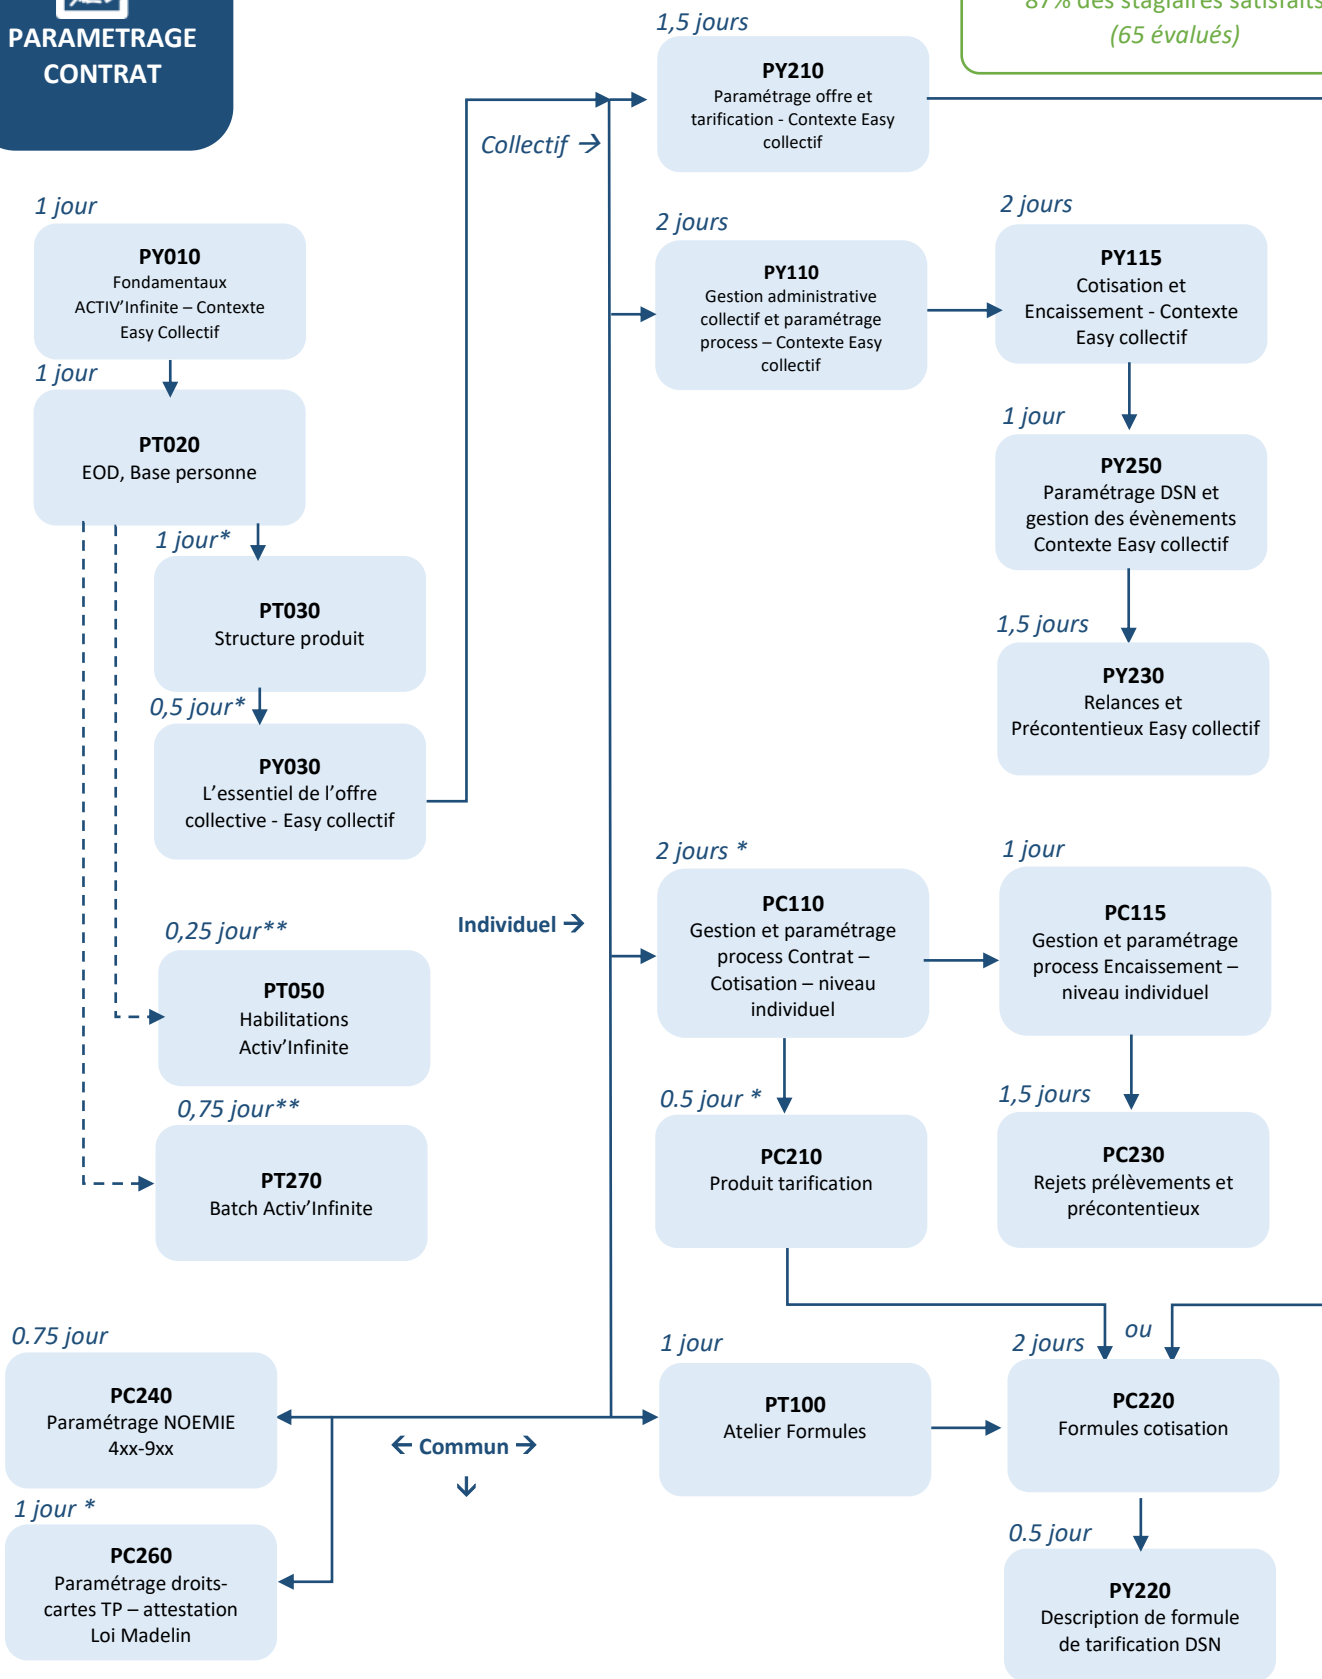 PARAMETRAGE
CONTRAT
87% des stagiaires satisfaits
(65 évalués)
1,5 jours
PY210
Paramétrage offre et
tarification - Contexte Easy
collectif
Collectif →
1 jour
PY010
Fondamentaux
ACTIV'Infinite – Contexte
Easy Collectif
2 jours
PY110
Gestion administrative
collectif et paramétrage
process – Contexte Easy
collectif
2 jours
PY115
Cotisation et
Encaissement - Contexte
Easy collectif
1 jour
PT020
EOD, Base personne
1 jour
PY250
Paramétrage DSN et
gestion des évènements
Contexte Easy collectif
1 jour*
PT030
Structure produit
1,5 jours
PY230
Relances et
Précontentieux Easy collectif
0,5 jour*
PY030
L'essentiel de l'offre
collective - Easy collectif
Individuel →
2 jours *
PC110
Gestion et paramétrage
process Contrat –
Cotisation – niveau
individuel
1 jour
PC115
Gestion et paramétrage
process Encaissement –
niveau individuel
0,25 jour**
PT050
Habilitations
Activ'Infinite
0,75 jour**
PT270
Batch Activ'Infinite
0.5 jour *
PC210
Produit tarification
1,5 jours
PC230
Rejets prélèvements et
précontentieux
0.75 jour
PC240
Paramétrage NOEMIE
4xx-9xx
← Commun →
↓
1 jour
PT100
Atelier Formules
2 jours
ou
PC220
Formules cotisation
1 jour *
PC260
Paramétrage droits-
cartes TP – attestation
Loi Madelin
0.5 jour
PY220
Description de formule
de tarification DSN